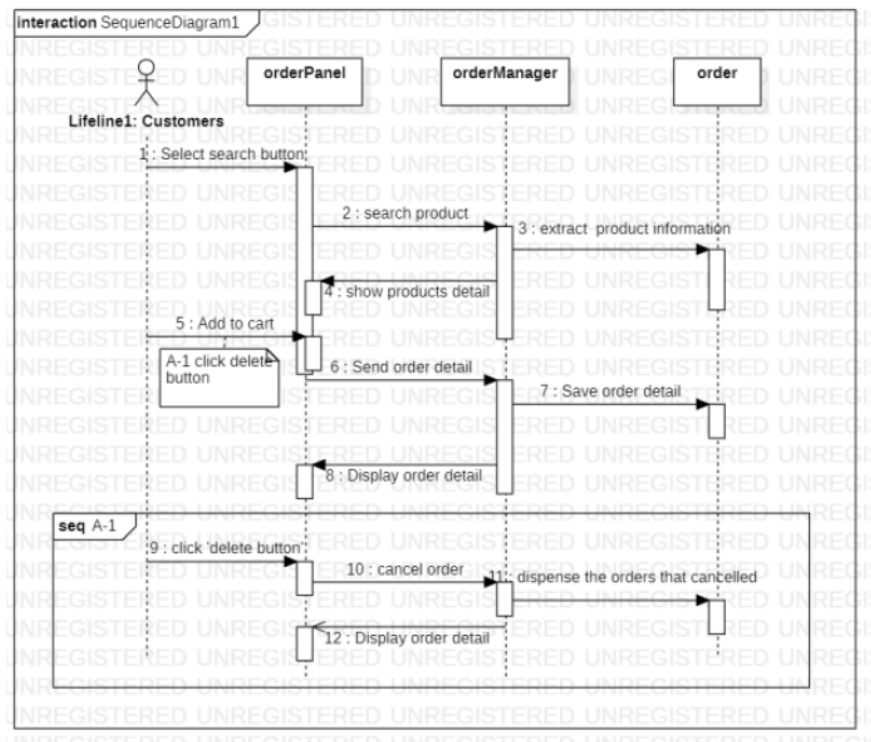 interaction SequenceDiagram1
orderPanel
orderManager
order
Lifeline1: Customers
1 : Select search button
2 : search product
3 : extract  product information
4 : show products detail
5 : Add to cart
A-1 click delete
button
6 : Send order detail
7 : Save order detail
8 : Display order detail
seq A-1
9 : click 'delete button'
10 : cancel order
11 : dispense the orders that cancelled
12 : Display order detail
UNREGISTERED